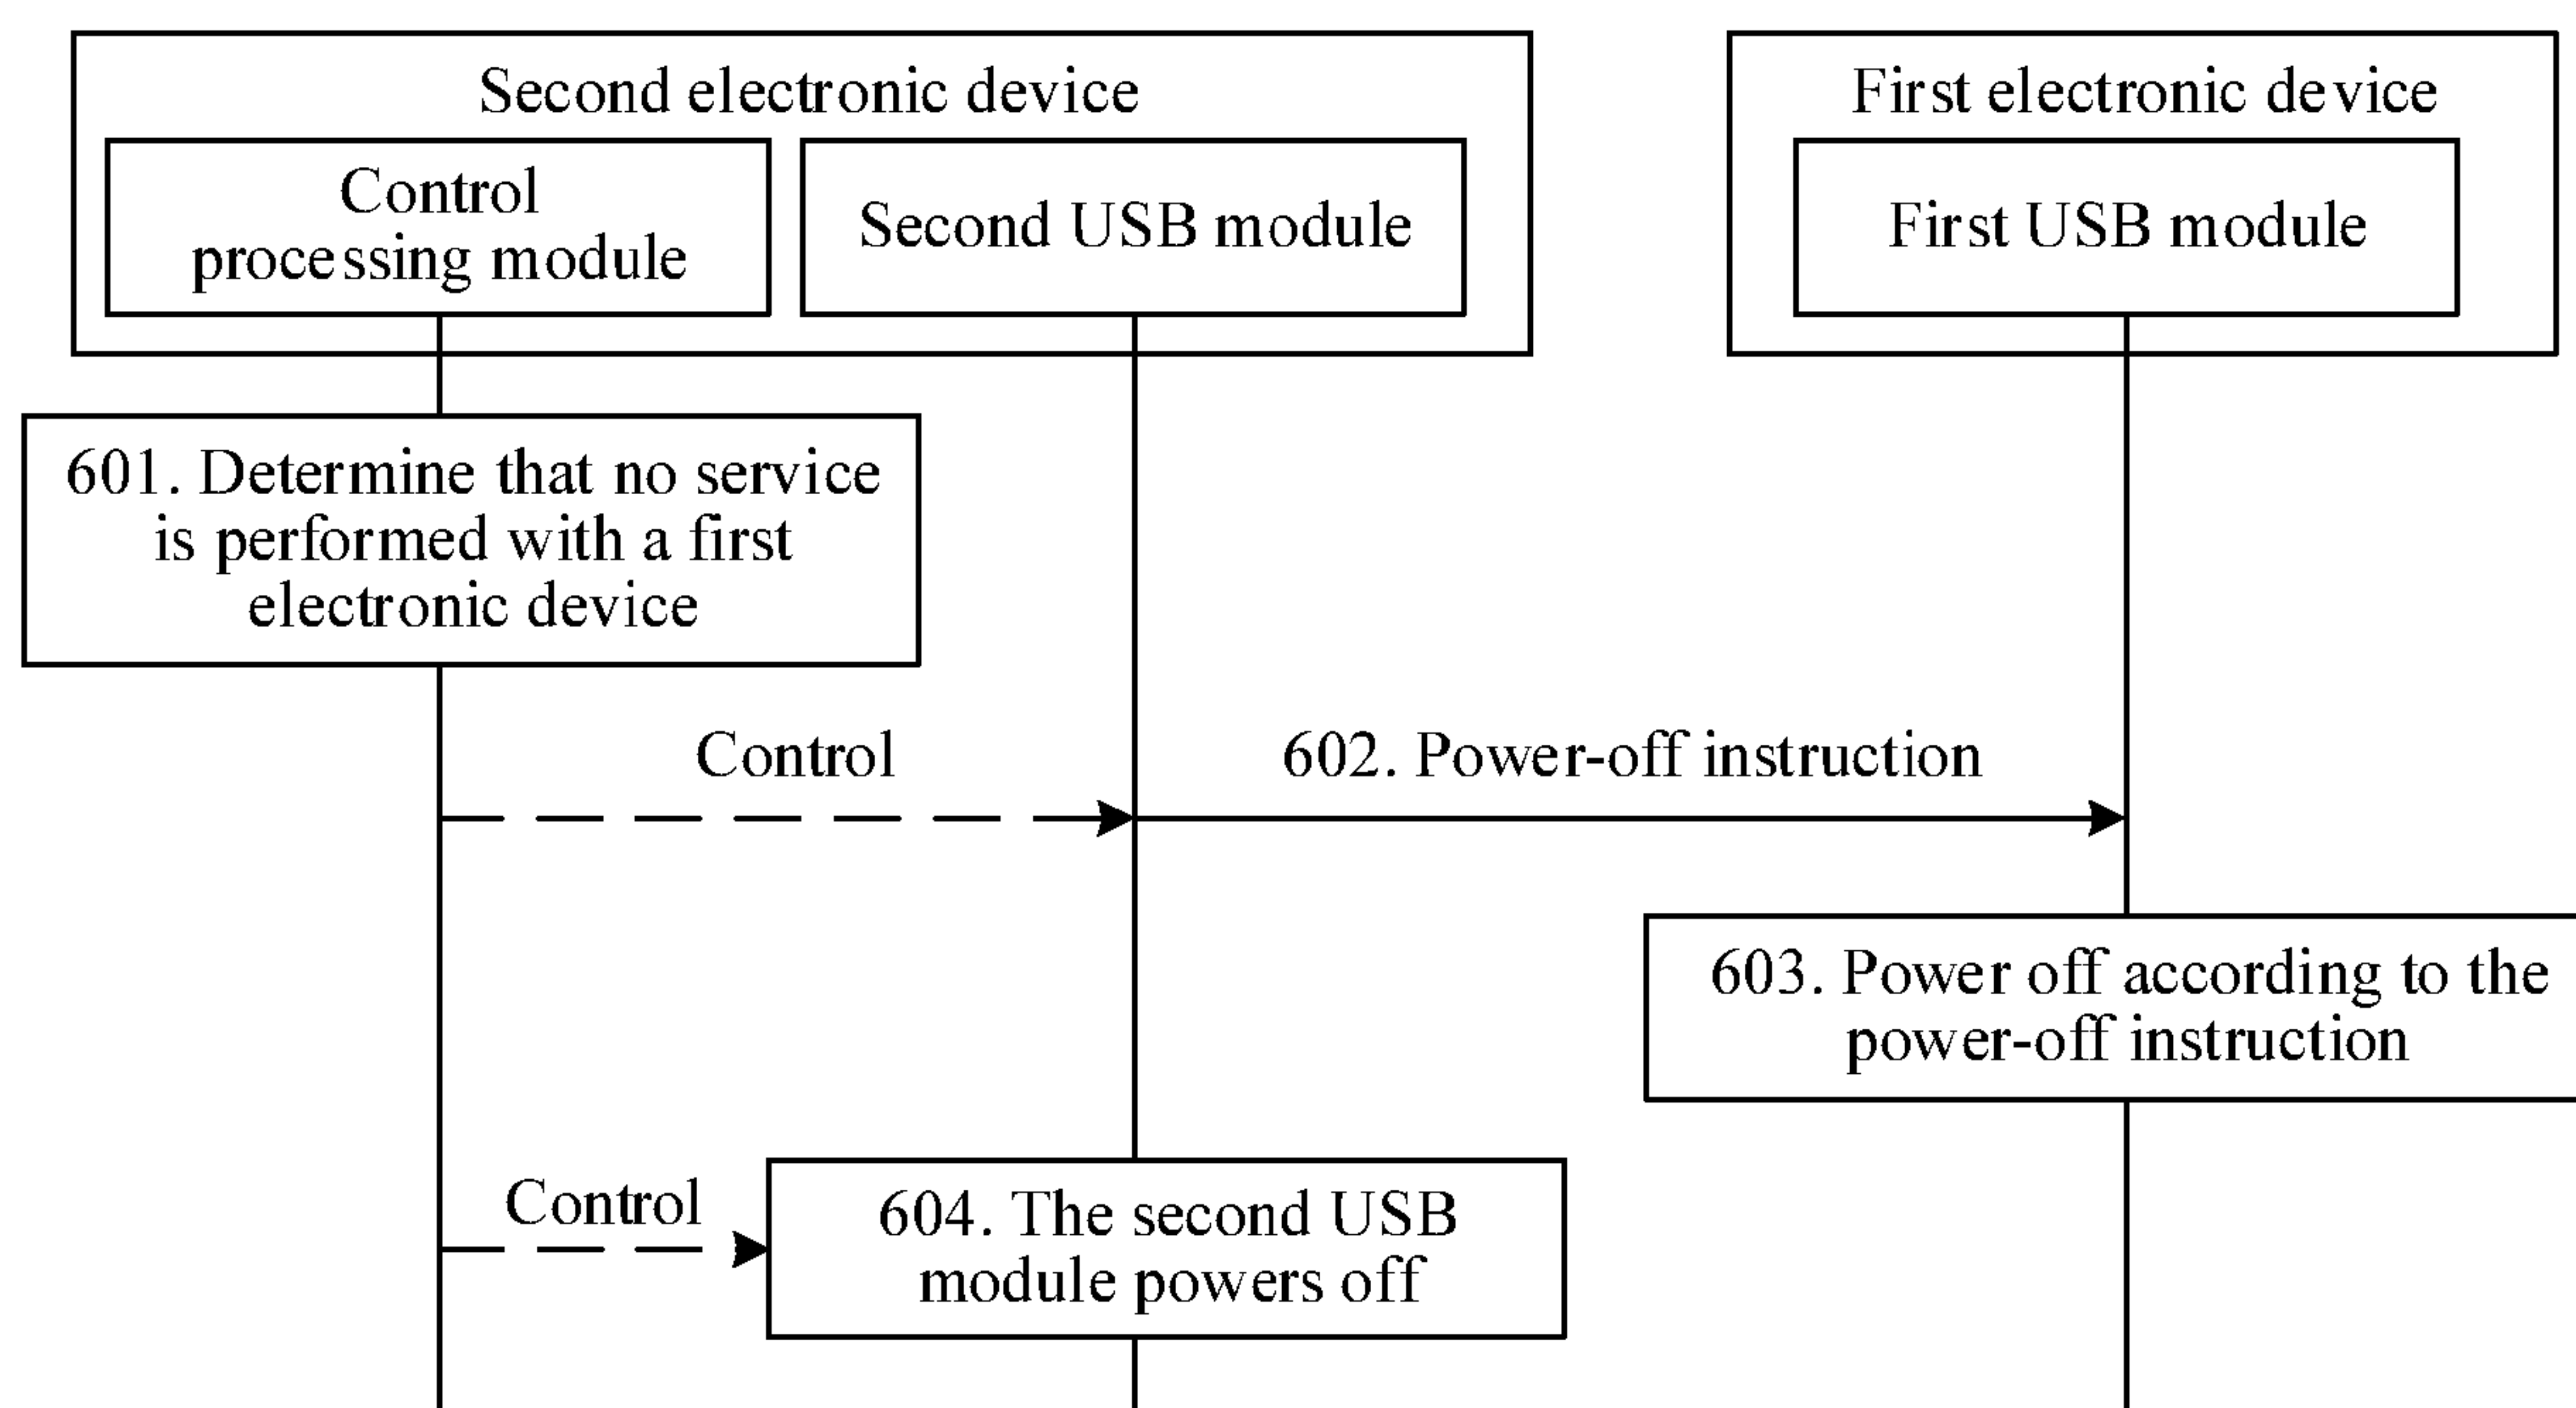 Second electronic device
First electronic device
Control
processing module
Second USB module
First USB module
601. Determine that no service
is performed with a first
electronic device
Control
602. Power-off instruction
603. Power off according to the
power-off instruction
Control
604. The second USB
module powers off